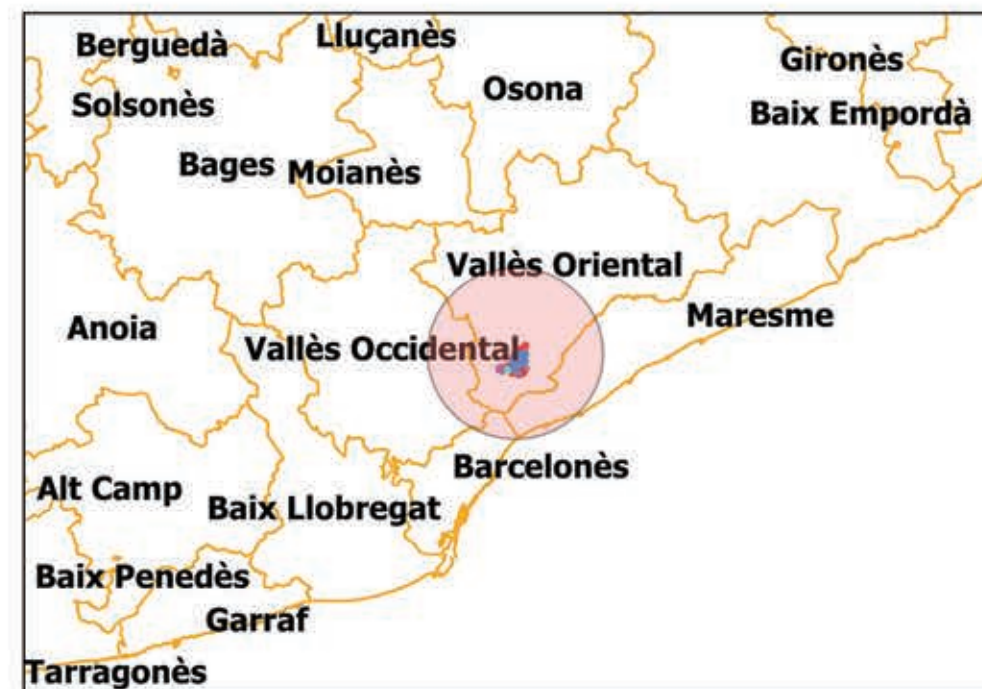 Berguedà
Lluçanès
Gironès
Solsonès
Osona
Baix Empordà
Bages
Moianès
Vallès Oriental
Maresme
Anoia
Vallès Occidental
Barcelonès
Alt Camp
Baix Llobregat
Baix Penedès
Garraf
Tarragonès